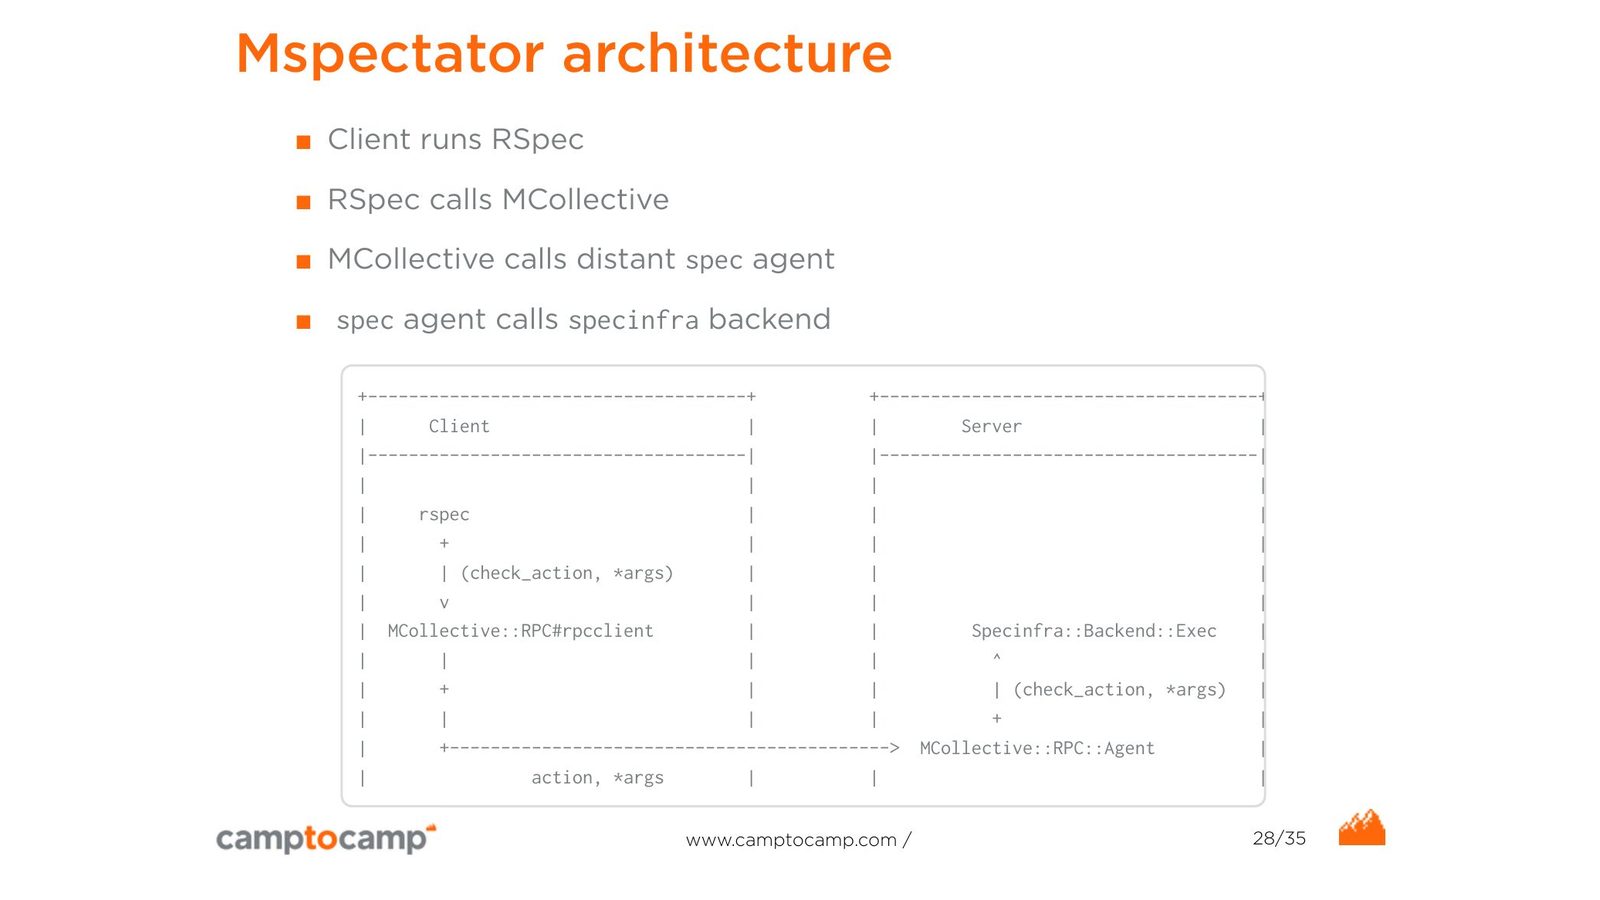 Mspectator architecture
■ Client runs RSpec
■ RSpec calls MCollective
■ MCollective calls distant spec agent
■ spec agent calls specinfra backend
+-------------------------------------+           +-------------------------------------+
|      Client                         |           |        Server                       |
|-------------------------------------|           |-------------------------------------|
|                                     |           |                                     |
|     rspec                           |           |                                     |
|       +                             |           |                                     |
|       | (check_action, *args)       |           |                                     |
|       v                             |           |                                     |
|  MCollective::RPC#rpcclient         |           |         Specinfra::Backend::Exec    |
|       |                             |           |           ^                         |
|       +                             |           |           | (check_action, *args)   |
|       |                             |           |           +                         |
|       +-------------------------------------------> MCollective::RPC::Agent          |
|                action, *args        |           |                                     |
camptocamp
www.camptocamp.com /
28/35